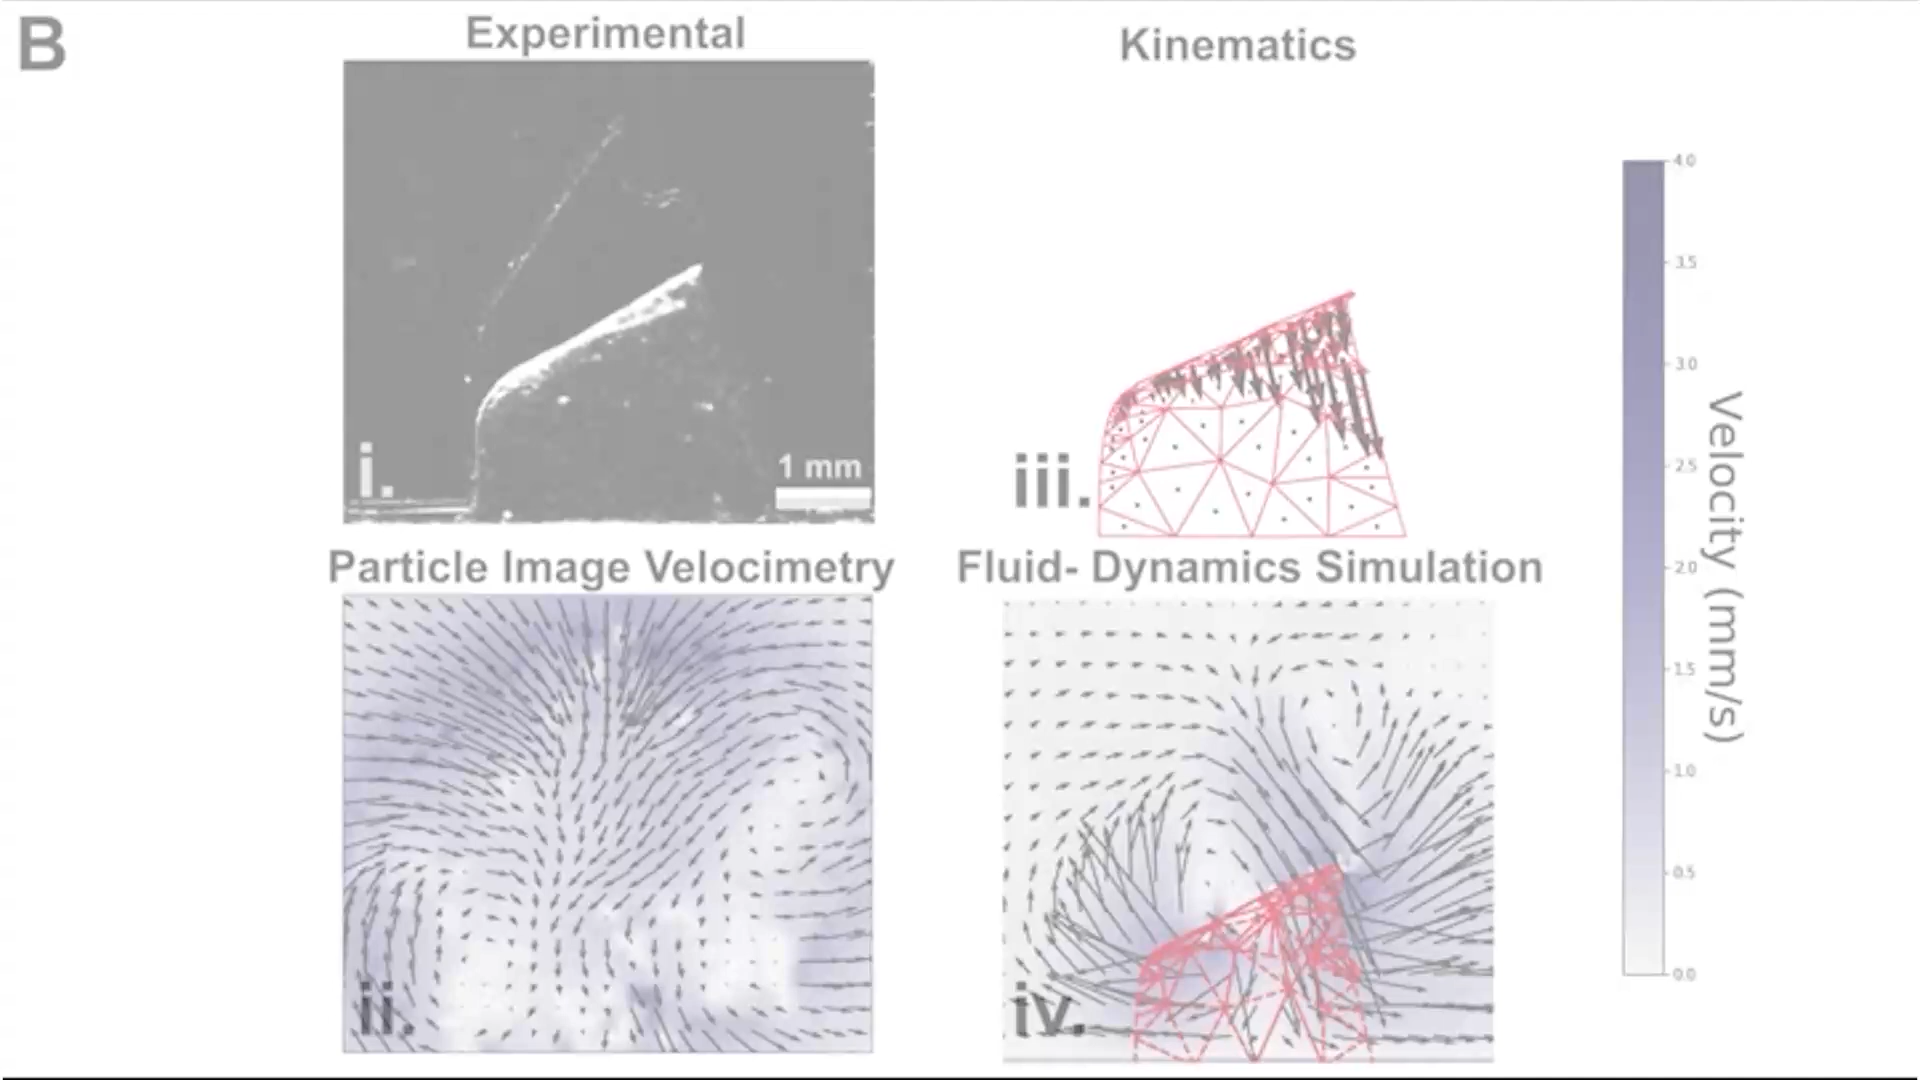 B
Experimental
Kinematics
i.
1 mm
iii.
Particle Image Velocimetry
Fluid- Dynamics Simulation
ii.
iv.
4.0
3.5
3.0
2.5
2.0
1.5
1.0
0.5
0.0
Velocity (mm/s)